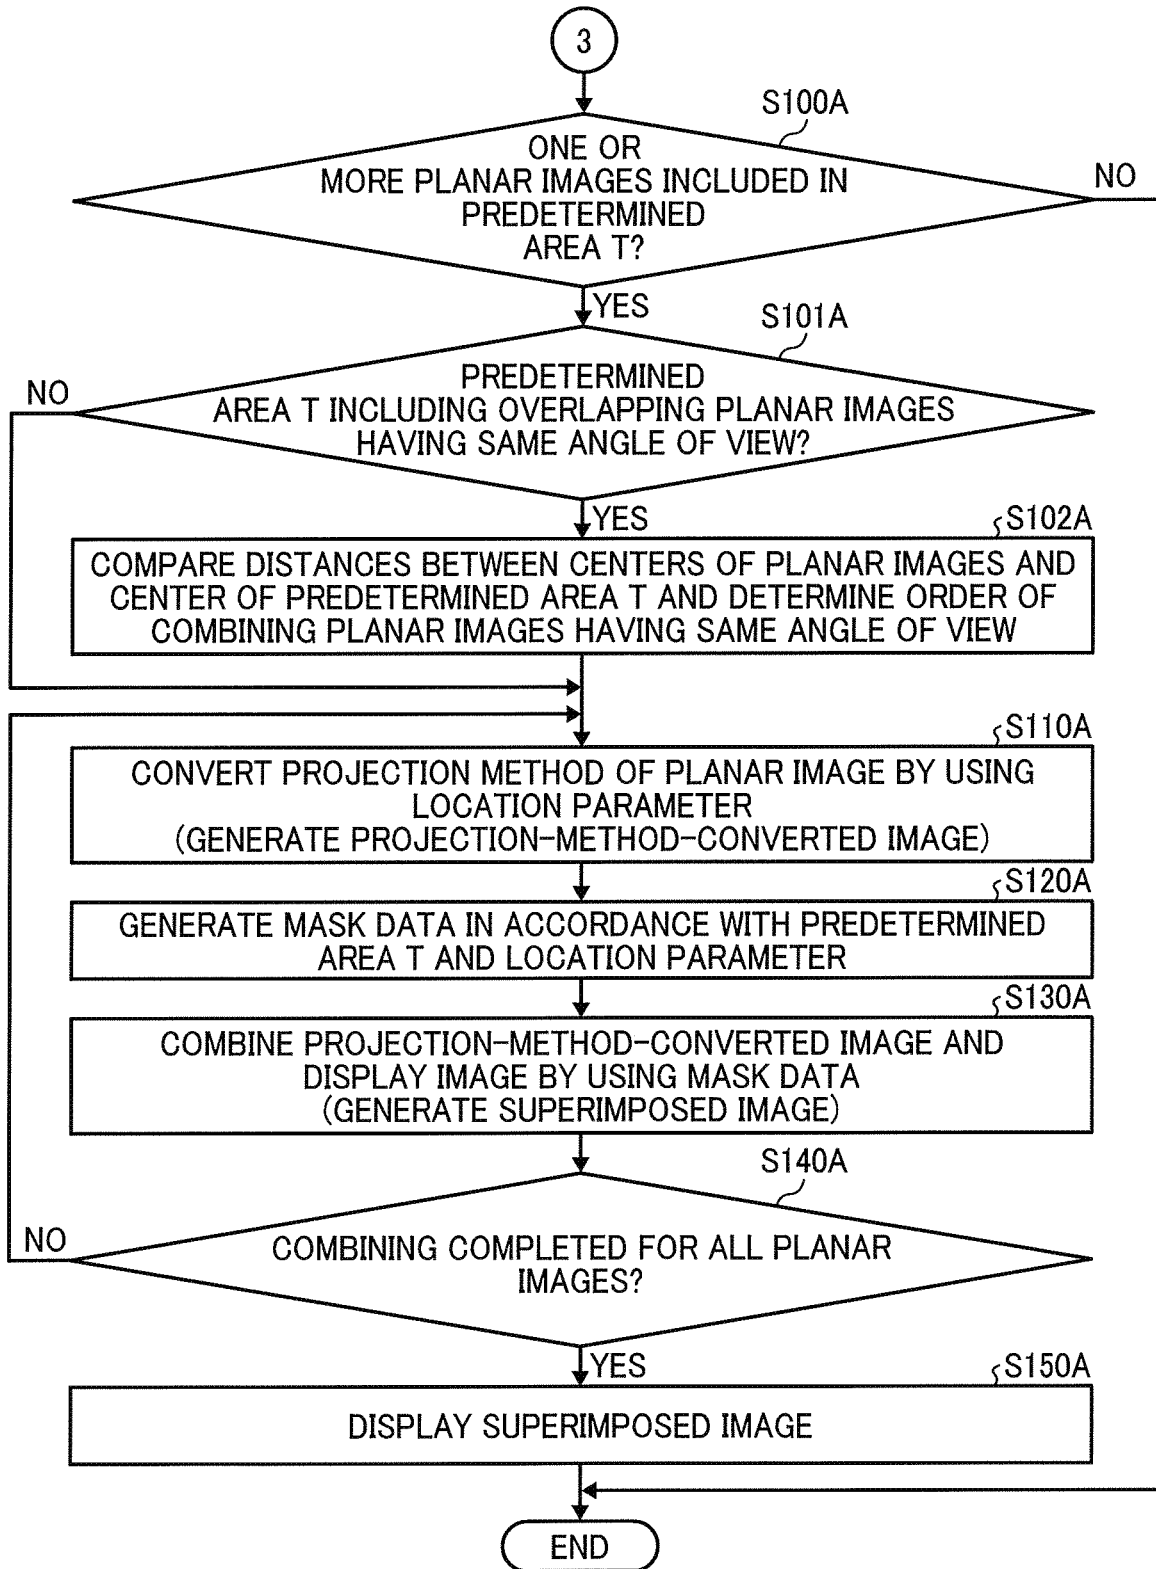 3
S100A
ONE OR
MORE PLANAR IMAGES INCLUDED IN
PREDETERMINED
AREA T?
NO
YES
S101A
PREDETERMINED
AREA T INCLUDING OVERLAPPING PLANAR IMAGES
HAVING SAME ANGLE OF VIEW?
NO
YES
S102A
COMPARE DISTANCES BETWEEN CENTERS OF PLANAR IMAGES AND
CENTER OF PREDETERMINED AREA T AND DETERMINE ORDER OF
COMBINING PLANAR IMAGES HAVING SAME ANGLE OF VIEW
S110A
CONVERT PROJECTION METHOD OF PLANAR IMAGE BY USING
LOCATION PARAMETER
(GENERATE PROJECTION-METHOD-CONVERTED IMAGE)
S120A
GENERATE MASK DATA IN ACCORDANCE WITH PREDETERMINED
AREA T AND LOCATION PARAMETER
S130A
COMBINE PROJECTION-METHOD-CONVERTED IMAGE AND
DISPLAY IMAGE BY USING MASK DATA
(GENERATE SUPERIMPOSED IMAGE)
S140A
NO
COMBINING COMPLETED FOR ALL PLANAR
IMAGES?
YES
S150A
DISPLAY SUPERIMPOSED IMAGE
END